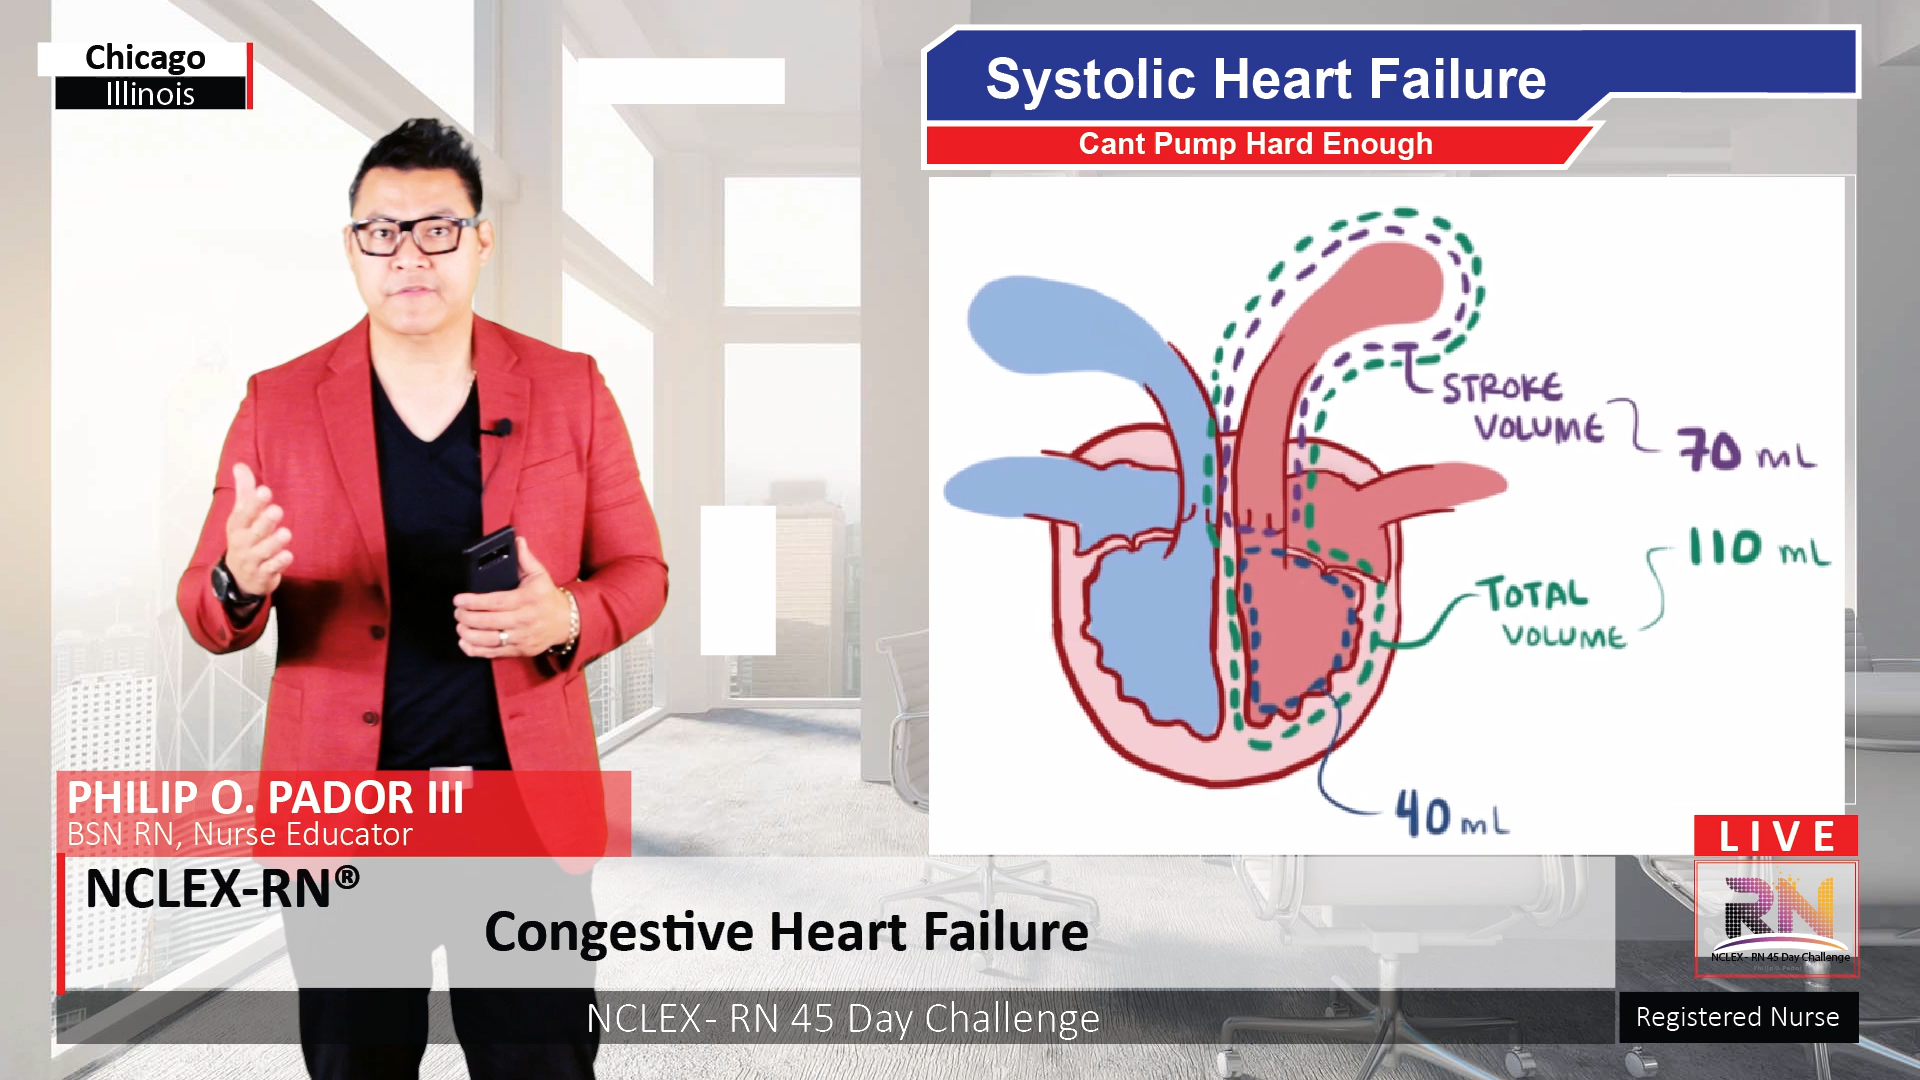 Chicago
Illinois
Systolic Heart Failure
Cant Pump Hard Enough
STROKE
VOLUME
70 mL
110 mL
TOTAL
VOLUME
40 mL
PHILIP O. PADOR III
BSN RN, Nurse Educator
NCLEX-RN®
Congestive Heart Failure
NCLEX- RN 45 Day Challenge
LIVE
RN
NCLEX - RN 45 Day Challenge
Registered Nurse